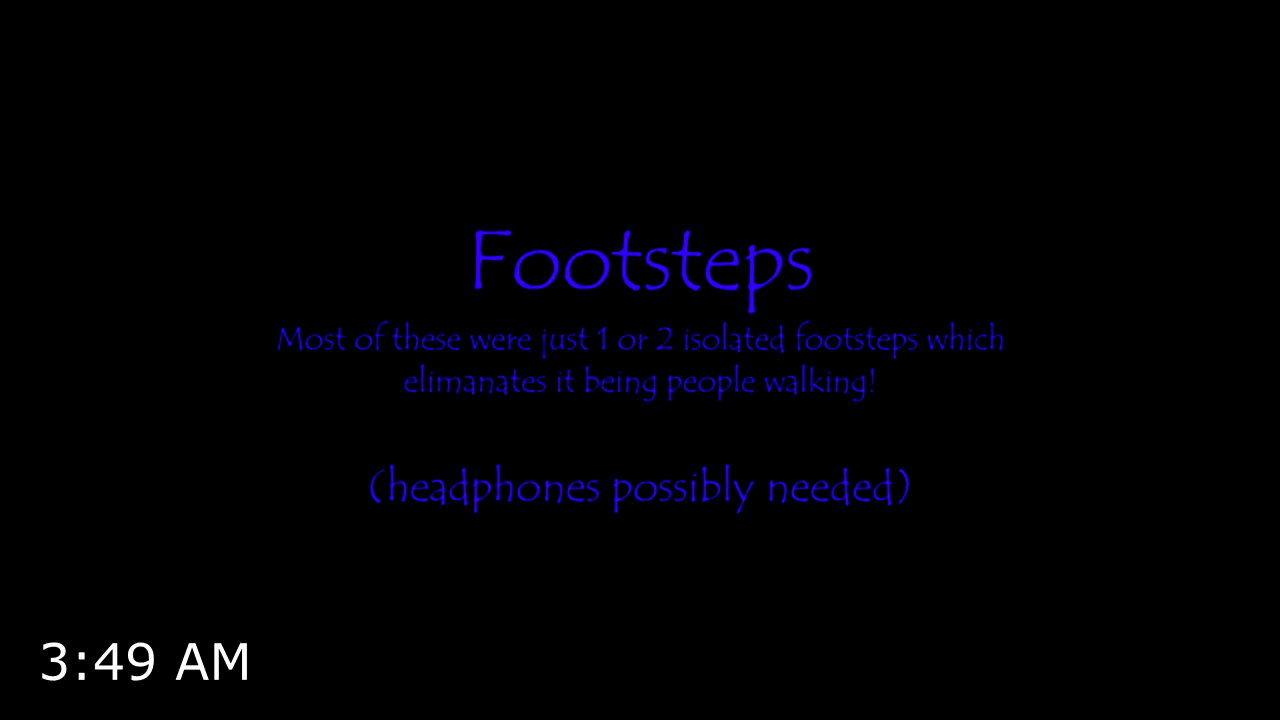 Footsteps
Most of these were just 1 or 2 isolated footsteps which
elimanates it being people walking!
(headphones possibly needed)
3:49 AM